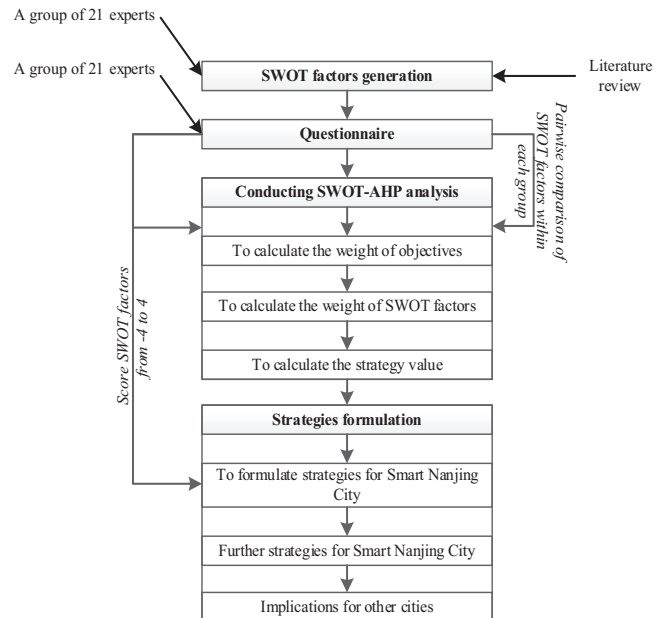 A group of 21 experts
A group of 21 experts
SWOT factors generation
Literature
review
Questionnaire
Pairwise comparison of
SWOT factors within
each group
Conducting SWOT-AHP analysis
To calculate the weight of objectives
To calculate the weight of SWOT factors
To calculate the strategy value
Score SWOT factors
from -4 to 4
Strategies formulation
To formulate strategies for Smart Nanjing
City
Further strategies for Smart Nanjing City
Implications for other cities